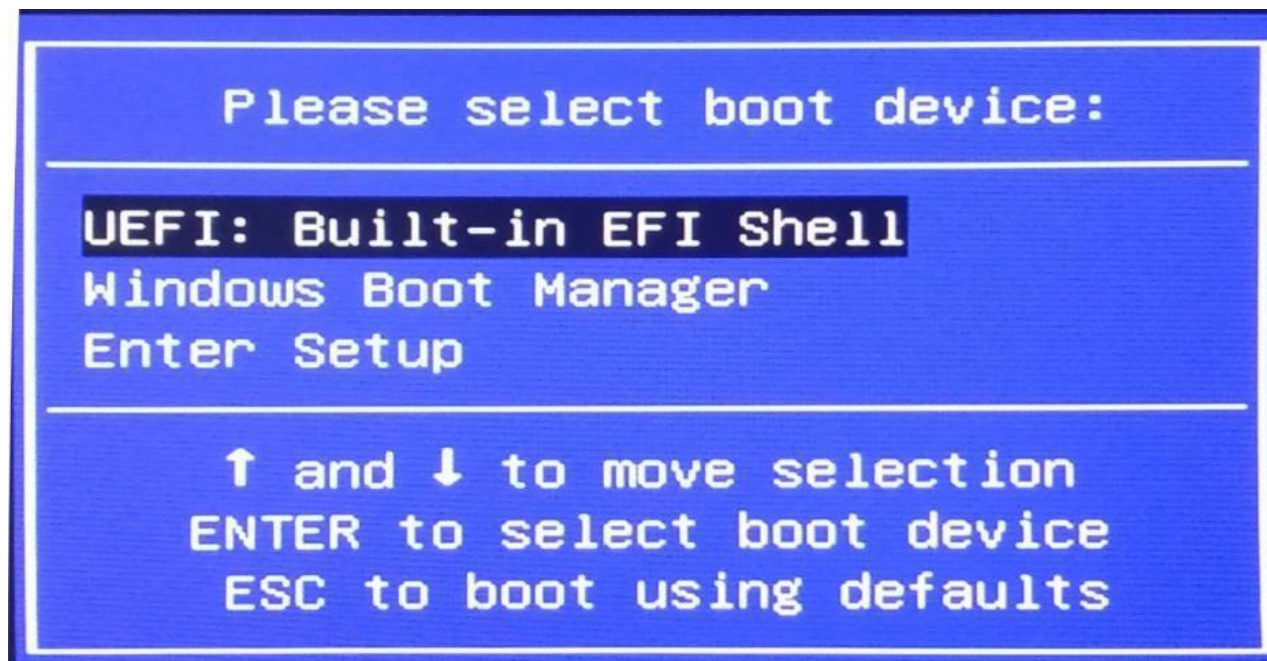 Please select boot device:
UEFI: Built-in EFI Shell
Windows Boot Manager
Enter Setup
↑ and ↓ to move selection
ENTER to select boot device
ESC to boot using defaults